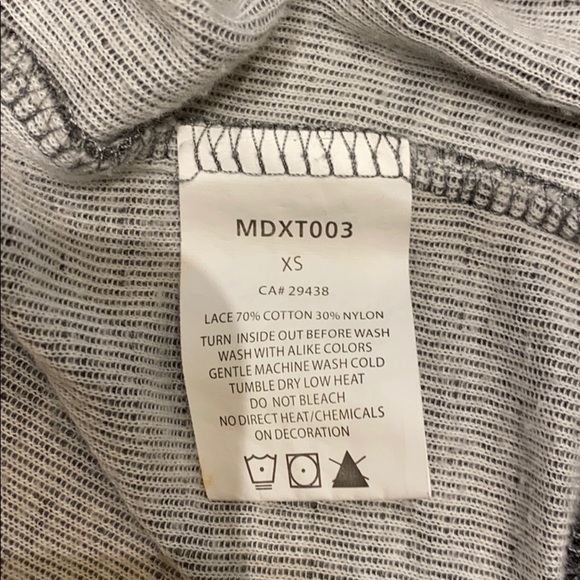 MDXT003
XS
CA# 29438
LACE 70% COTTON 30% NYLON
TURN INSIDE OUT BEFORE WASH
WASH WITH ALIKE COLORS
GENTLE MACHINE WASH COLD
TUMBLE DRY LOW HEAT
DO NOT BLEACH
NO DIRECT HEAT/CHEMICALS
ON DECORATION